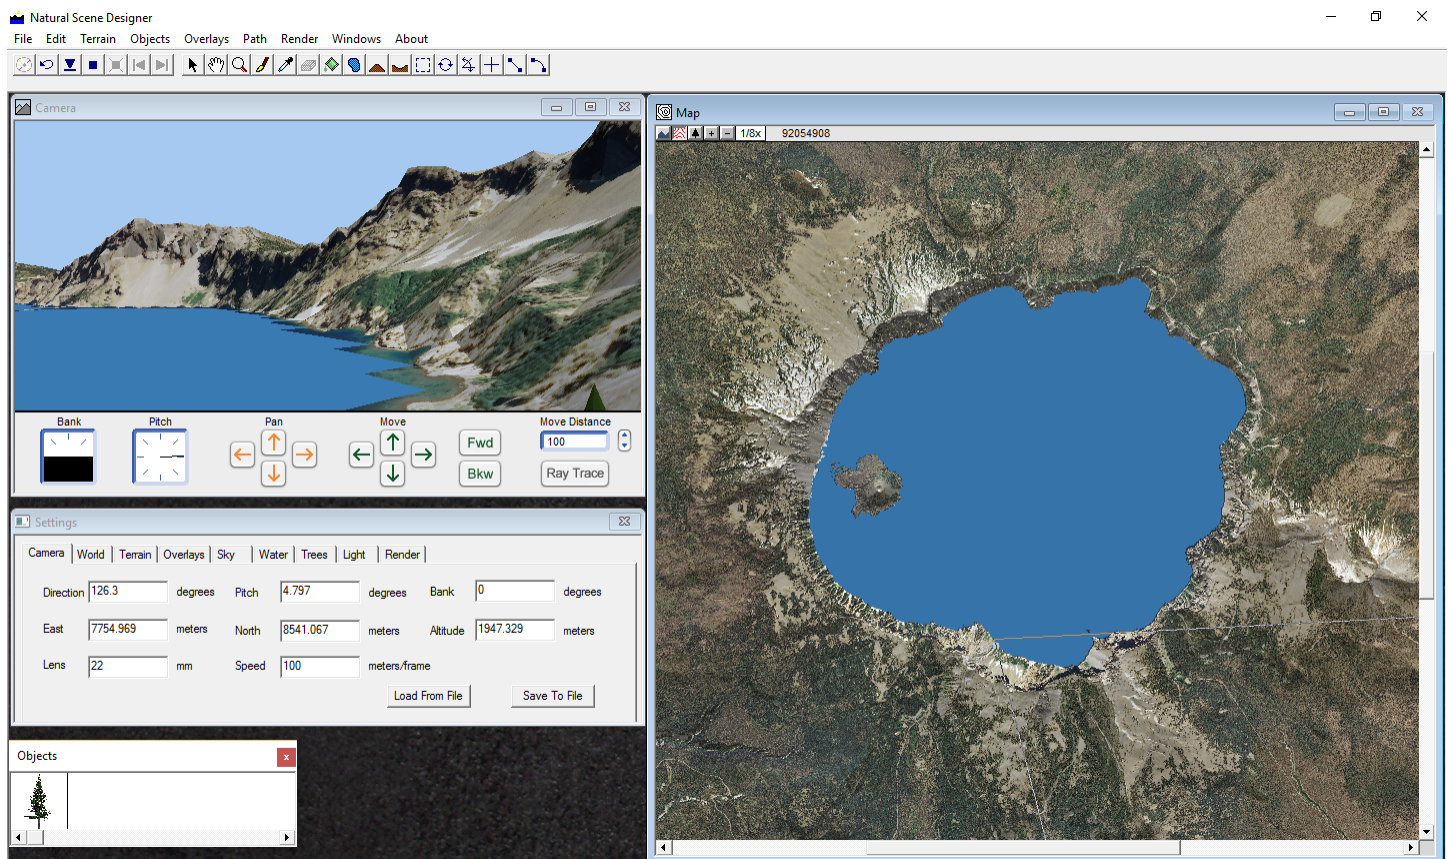 Natural Scene Designer
File Edit Terrain Objects Overlays Path Render Windows About
Camera
Bank Pitch Pan Move Move Distance
100
Fwd
Bkw
Ray Trace
Settings
Camera World Terrain Overlays Sky Water Trees Light Render
Direction 126.3 degrees Pitch 4.797 degrees Bank 0 degrees
East 7754.969 meters North 8541.067 meters Altitude 1947.329 meters
Lens 22 mm Speed 100 meters/frame
Load From File Save To File
Objects
x
Map
1/8x 92054908